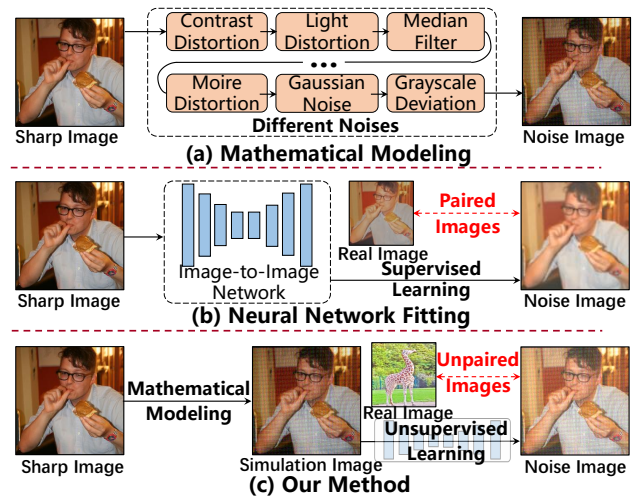 Contrast Distortion
Light Distortion
Median Filter
...
Moire Distortion
Gaussian Noise
Grayscale Deviation
Different Noises
Sharp Image
Noise Image
(a) Mathematical Modeling
Image-to-Image
Network
Real Image
Paired
Images
Supervised
Learning
Sharp Image
Noise Image
(b) Neural Network Fitting
Mathematical
Modeling
Real Image
Unpaired
Images
Unsupervised
Learning
Sharp Image
Simulation Image
Noise Image
(c) Our Method